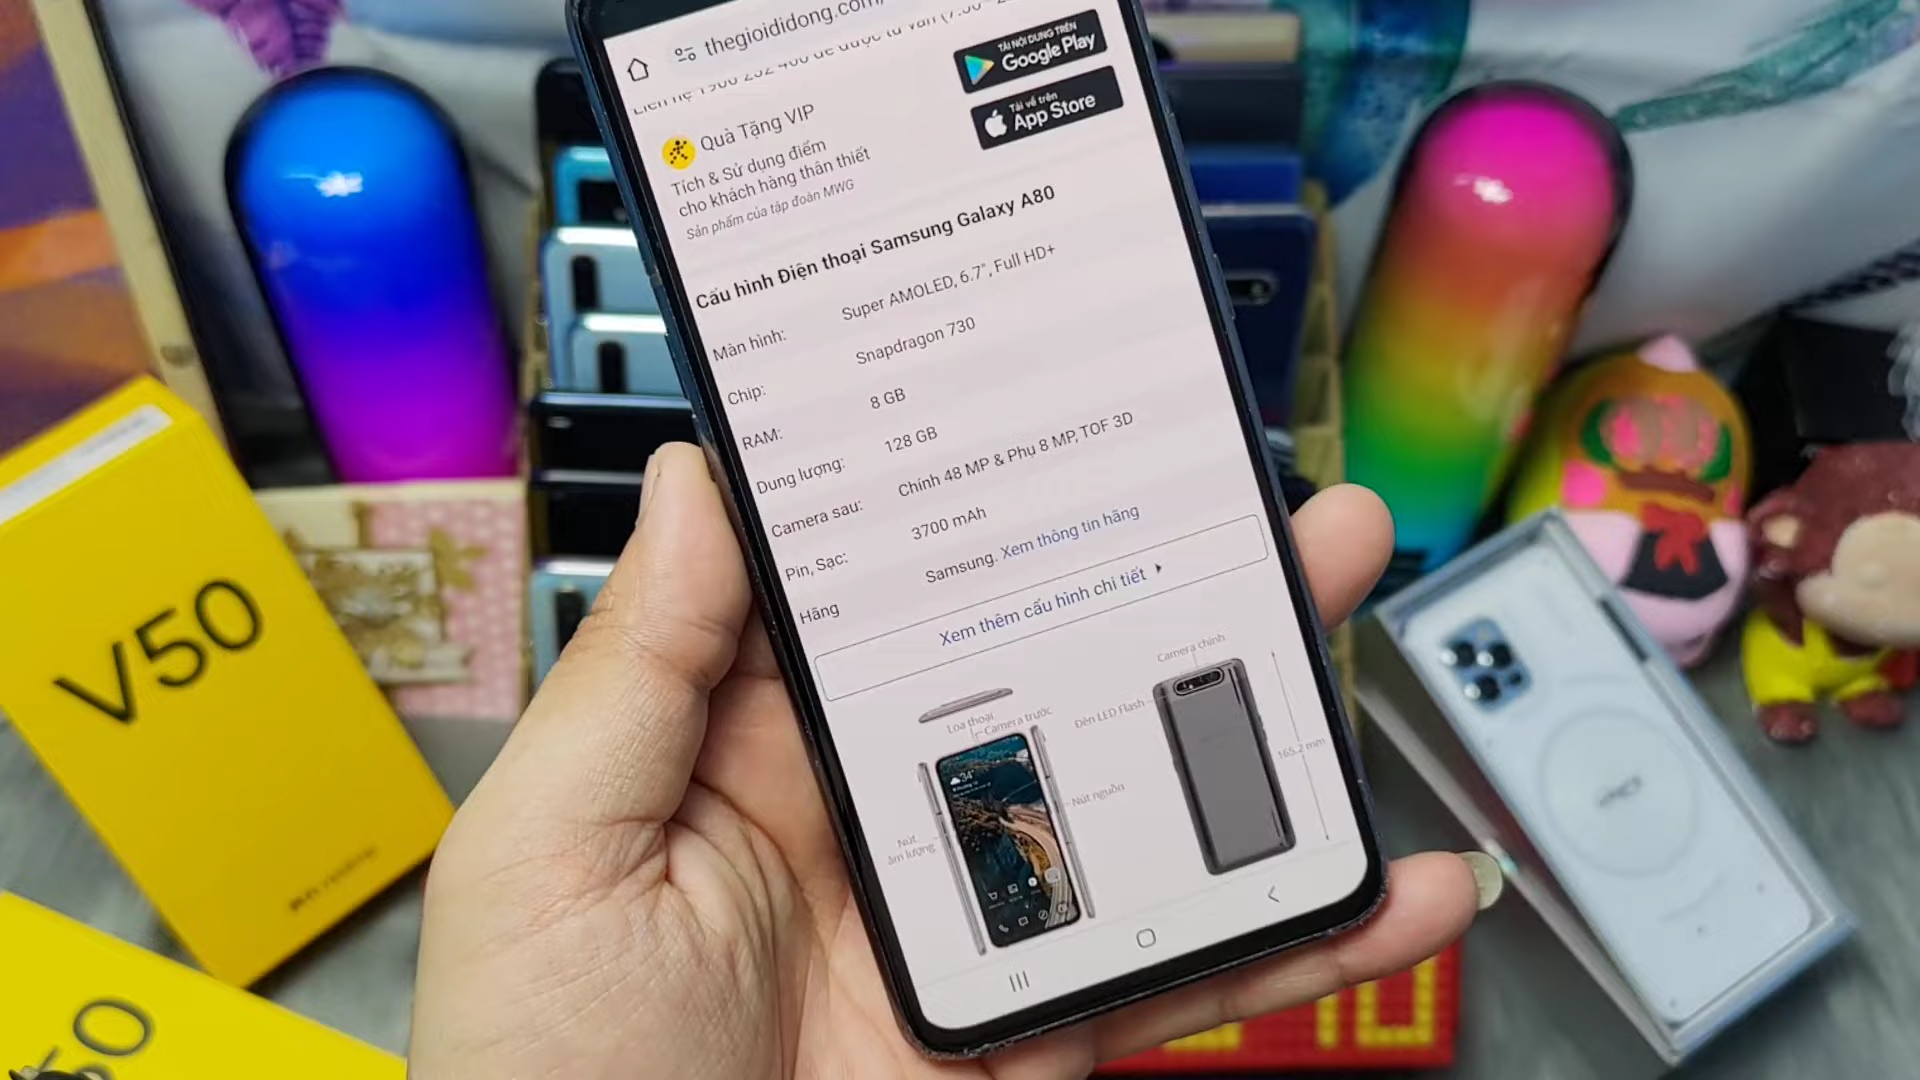 thegioididong.com/
TẢI NỘI DUNG TRÊN
Google Play
Tải về trên
App Store
Quà Tặng VIP
Tích & Sử dụng điểm
cho khách hàng thân thiết
Sản phẩm của tập đoàn MWG
Cấu hình Điện thoại Samsung Galaxy A80
Màn hình: Super AMOLED, 6.7", Full HD+
Chip: Snapdragon 730
RAM: 8 GB
Dung lượng: 128 GB
Camera sau: Chính 48 MP & Phụ 8 MP, TOF 3D
Pin, Sạc: 3700 mAh
Hãng Samsung. Xem thông tin hãng
Xem thêm cấu hình chi tiết
Loa thoại
Camera trước
Nút nguồn
Nút
âm lượng
Camera chính
Đèn LED Flash
165.2 mm
34°
V50
50